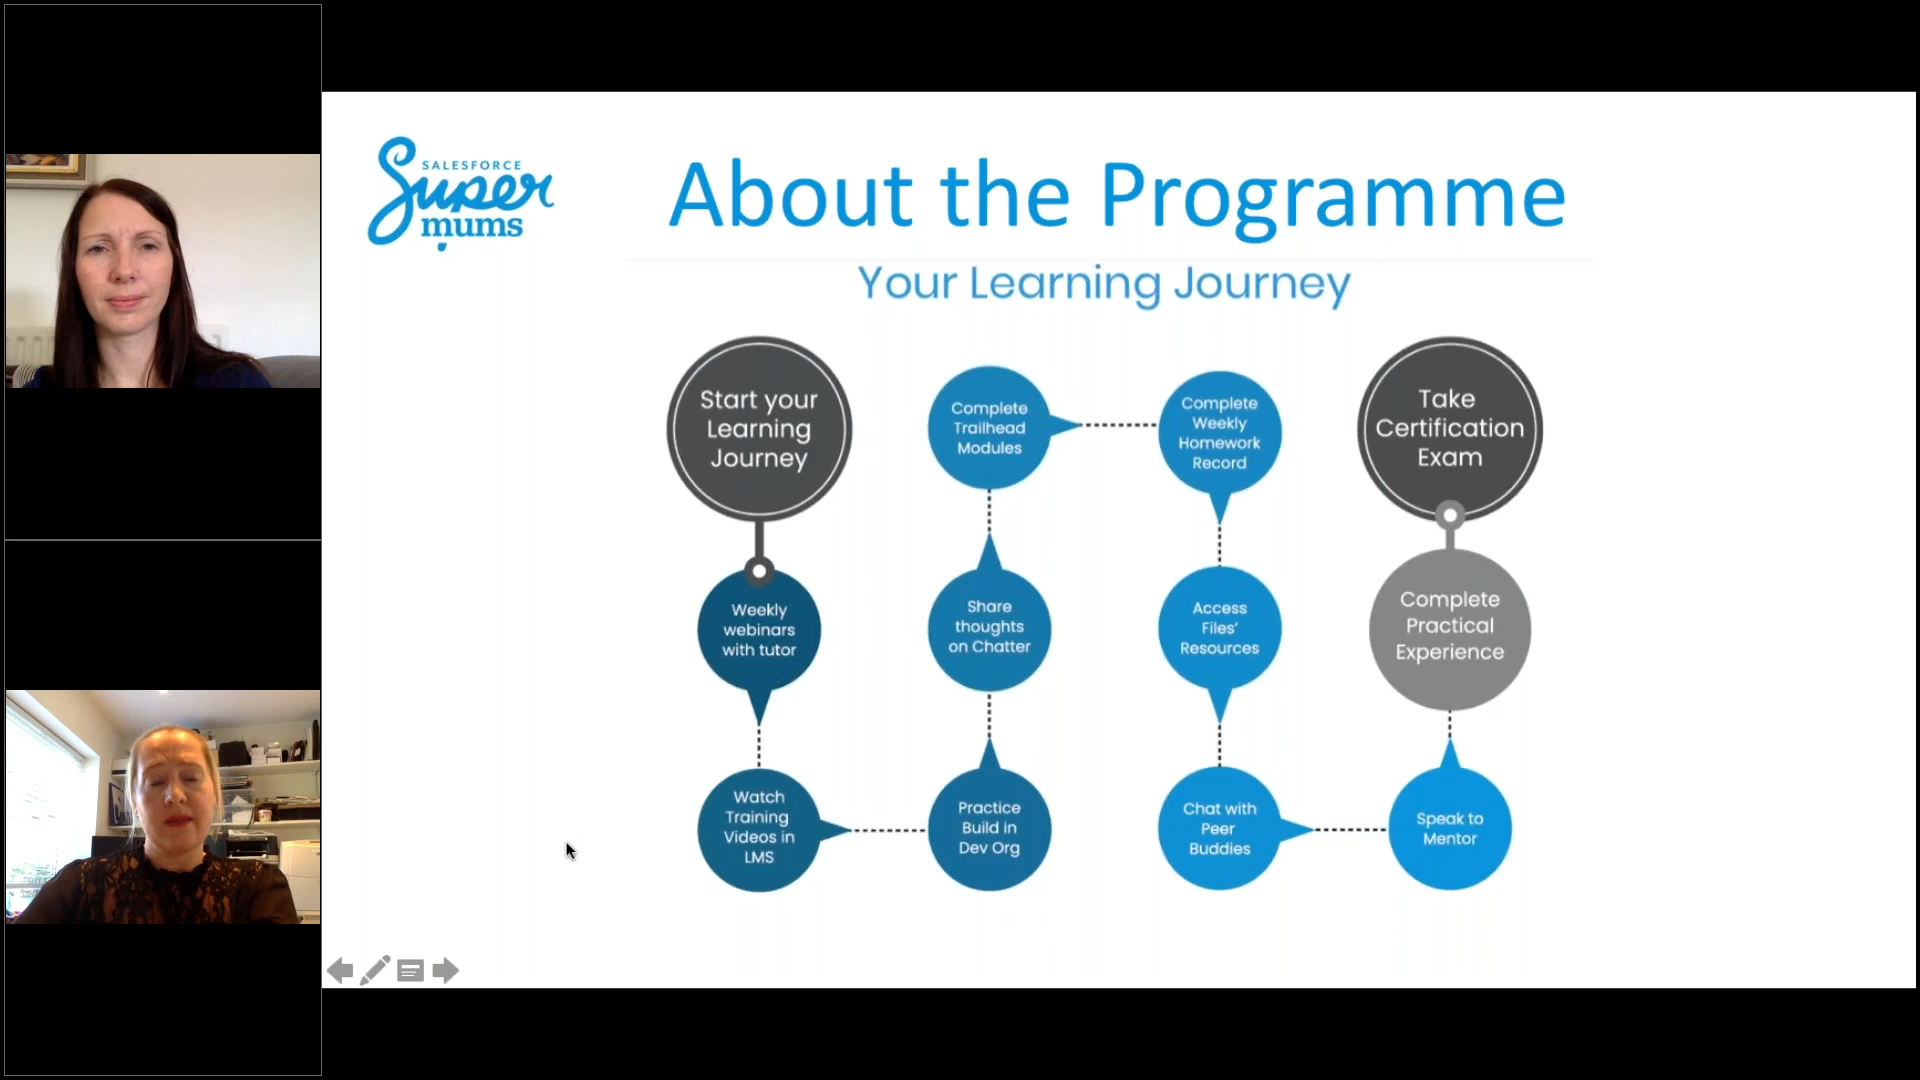 SALESFORCE
Super
mums
About the Programme
Your Learning Journey
Start your
Learning
Journey
Weekly
webinars
with tutor
Watch
Training
Videos in
LMS
Practice
Build in
Dev Org
Share
thoughts
on Chatter
Complete
Trailhead
Modules
Complete
Weekly
Homework
Record
Access
Files’
Resources
Chat with
Peer
Buddies
Speak to
Mentor
Complete
Practical
Experience
Take
Certification
Exam